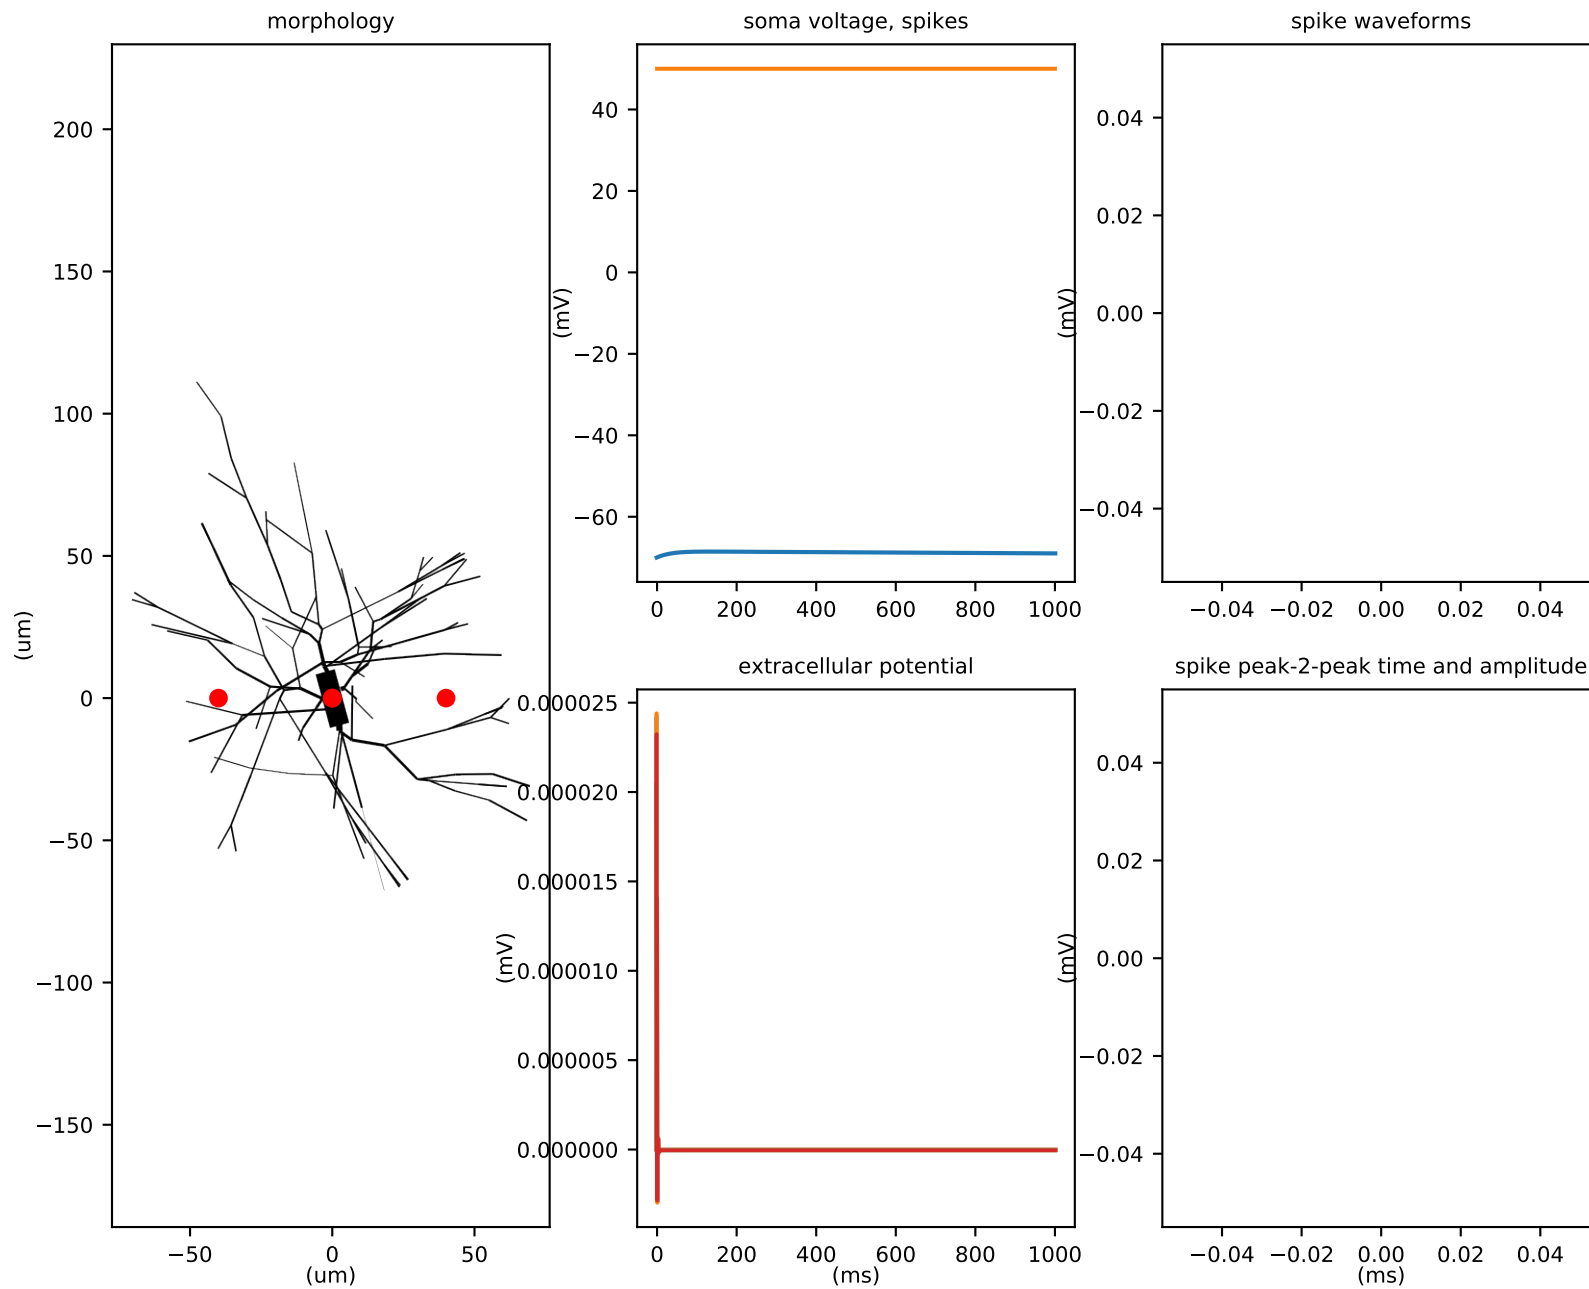 morphology
200
150
100
50
0
−50
−100
−150
(um)
−50 0 50
(um)
soma voltage, spikes
40
20
0
−20
−40
−60
(mV)
0 200 400 600 800 1000
spike waveforms
0.04
0.02
0.00
−0.02
−0.04
(mV)
−0.04 −0.02 0.00 0.02 0.04
extracellular potential
0.000025
0.000020
0.000015
0.000010
0.000005
0.000000
(mV)
0 200 400 600 800 1000
(ms)
spike peak-2-peak time and amplitude
0.04
0.02
0.00
−0.02
−0.04
(mV)
−0.04 −0.02 0.00 0.02 0.04
(ms)